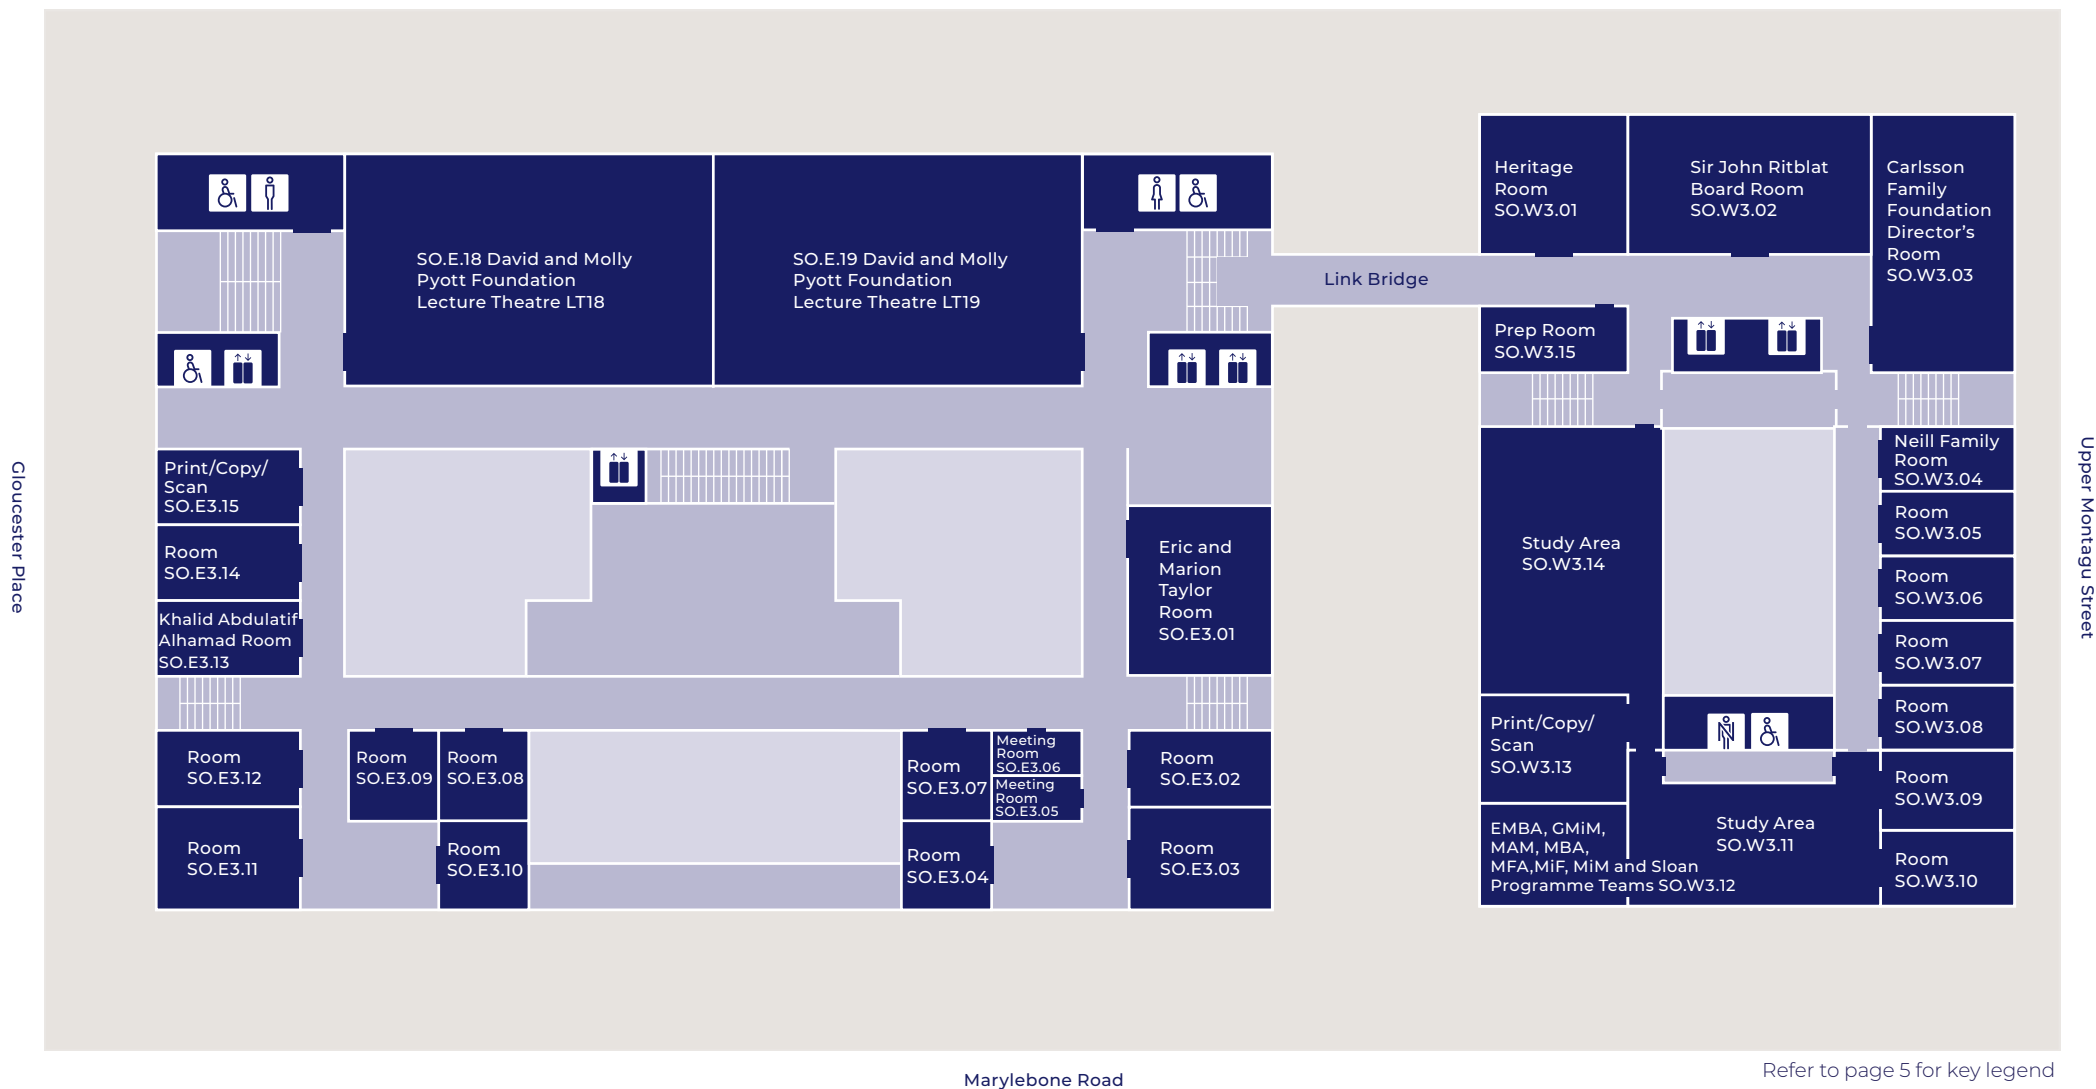 Heritage
Room
SO.W3.01
Sir John Ritblat
Board Room
SO.W3.02
Carlsson
Family
Foundation
Director's
Room
SO.W3.03
SO.E.18 David and Molly
Pyott Foundation
Lecture Theatre LT18
SO.E.19 David and Molly
Pyott Foundation
Lecture Theatre LT19
Link Bridge
Prep Room
SO.W3.15
Print/Copy/
Scan
SO.E3.15
Room
SO.E3.14
Khalid Abdulatif
Alhamad Room
SO.E3.13
Eric and
Marion
Taylor
Room
SO.E3.01
Study Area
SO.W3.14
Neill Family
Room
SO.W3.04
Room
SO.W3.05
Room
SO.W3.06
Room
SO.W3.07
Room
SO.W3.08
Gloucester Place
Upper Montagu Street
Room
SO.E3.12
Room
SO.E3.09
Room
SO.E3.08
Room
SO.E3.07
Meeting
Room
SO.E3.06
Meeting
Room
SO.E3.05
Room
SO.E3.02
Print/Copy/
Scan
SO.W3.13
Room
SO.W3.09
Room
SO.E3.11
Room
SO.E3.10
Room
SO.E3.04
Room
SO.E3.03
EMBA, GMiM,
MAM, MBA,
MFA,MiF, MiM and Sloan
Programme Teams SO.W3.12
Study Area
SO.W3.11
Room
SO.W3.10
Marylebone Road
Refer to page 5 for key legend